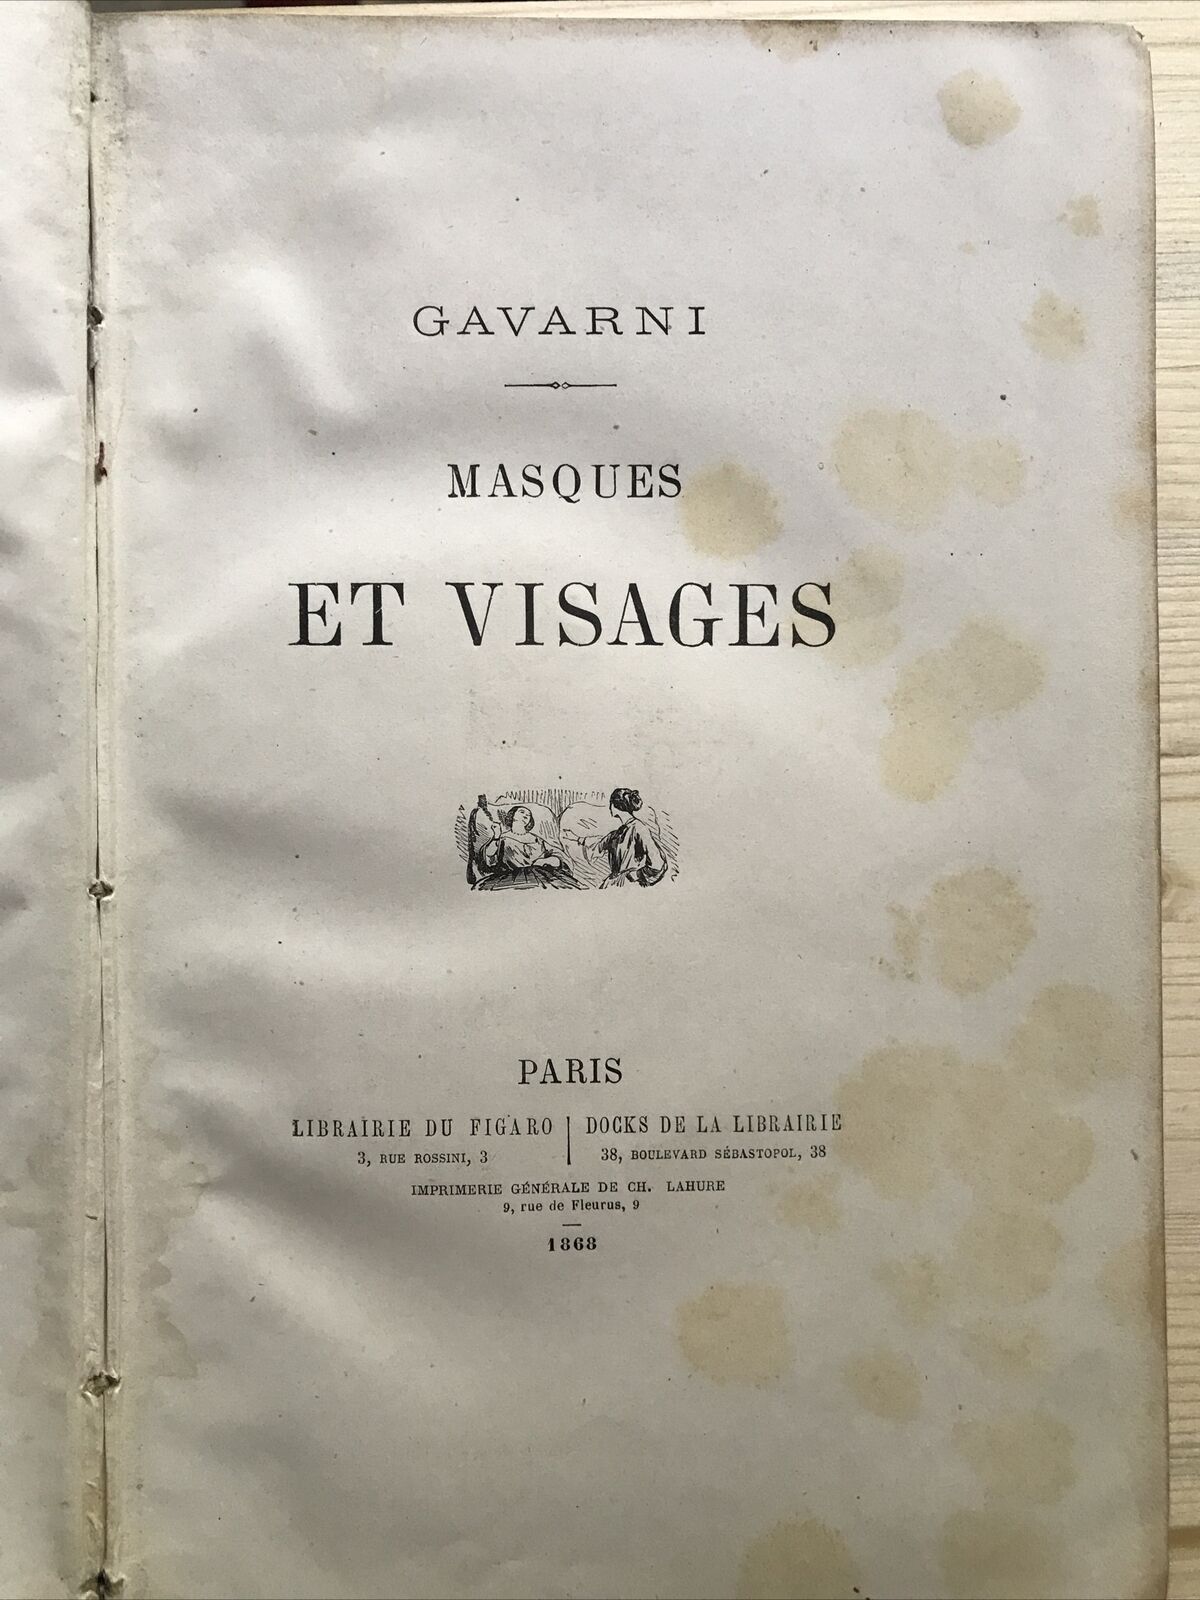 GAVARNI
MASQUES
ET VISAGES
PARIS
LIBRAIRIE DU FIGARO
3, RUE ROSSINI, 3
DOCKS DE LA LIBRAIRIE
38, BOULEVARD SÉBASTOPOL, 38
IMPRIMERIE GÉNÉRALE DE CH. LAHURE
9, rue de Fleurus, 9
1868